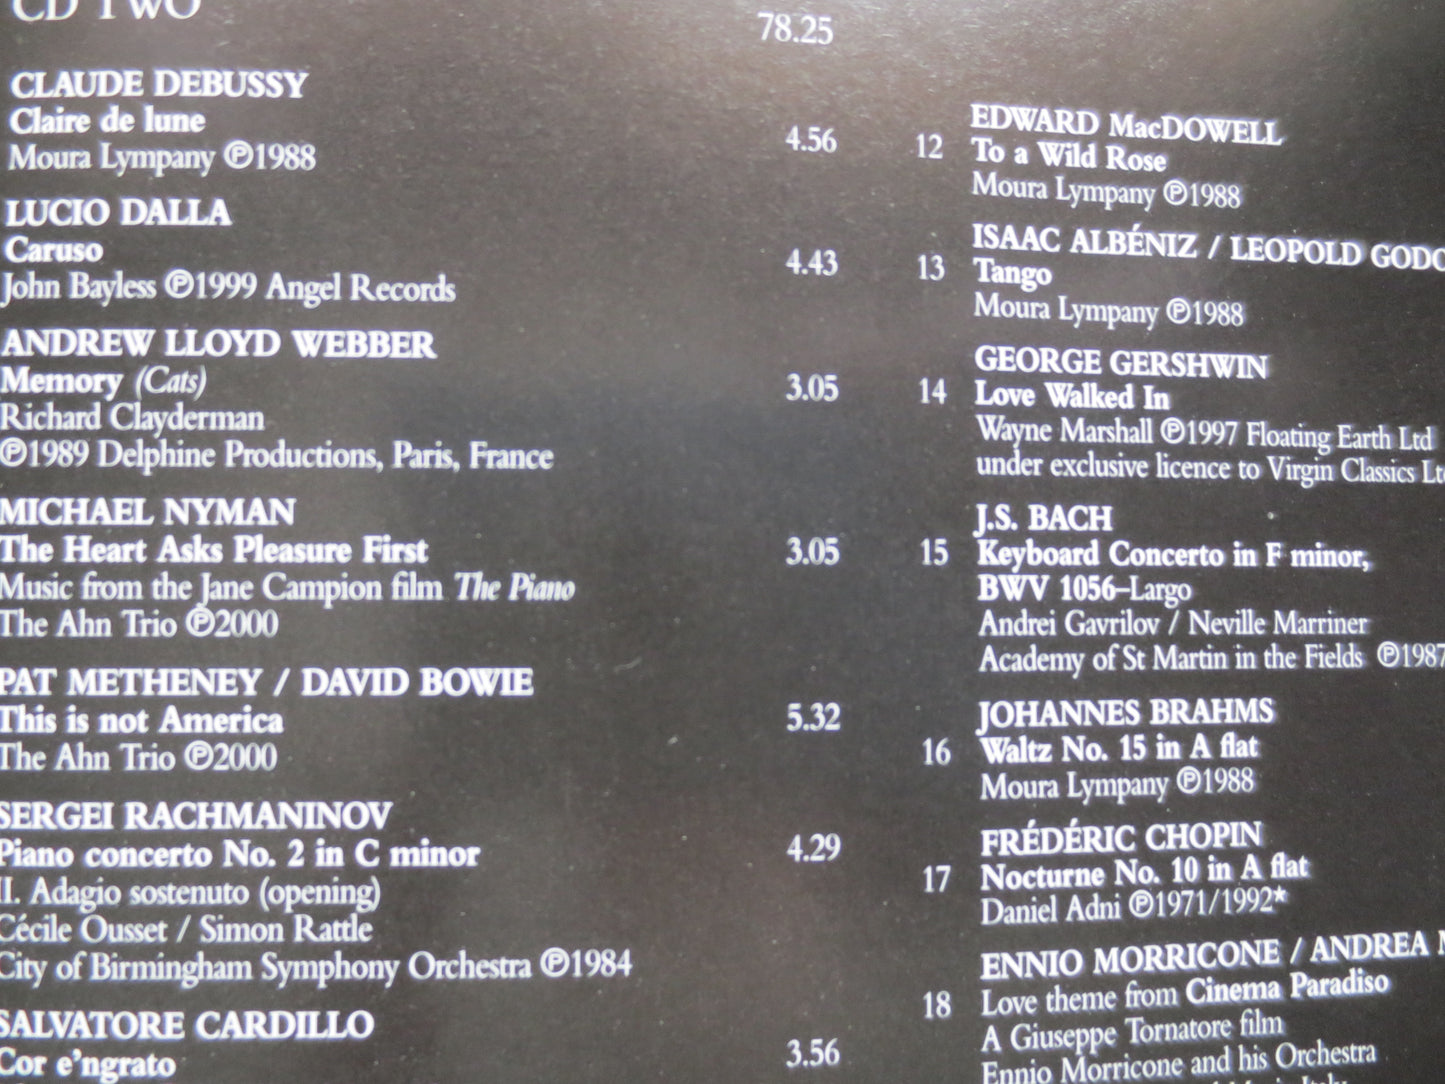 CD TWO 78.25
CLAUDE DEBUSSY
Claire de lune 4.56
Moura Lympany ℗1988
LUCIO DALLA
Caruso 4.43
John Bayless ℗1999 Angel Records
ANDREW LLOYD WEBBER
Memory (Cats) 3.05
Richard Clayderman
℗1989 Delphine Productions, Paris, France
MICHAEL NYMAN
The Heart Asks Pleasure First 3.05
Music from the Jane Campion film The Piano
The Ahn Trio ℗2000
PAT METHENEY / DAVID BOWIE
This is not America 5.32
The Ahn Trio ℗2000
SERGEI RACHMANINOV
Piano concerto No. 2 in C minor 4.29
II. Adagio sostenuto (opening)
Cécile Ousset / Simon Rattle
City of Birmingham Symphony Orchestra ℗1984
SALVATORE CARDILLO
Cor e'ngrato 3.56
EDWARD MacDOWELL
12 To a Wild Rose
Moura Lympany ℗1988
ISAAC ALBÉNIZ / LEOPOLD
13 Tango
Moura Lympany ℗1988
GEORGE GERSHWIN
14 Love Walked In
Wayne Marshall ℗1997 Floating Earth Ltd
under exclusive licence to Virgin Classics
J.S. BACH
15 Keyboard Concerto in F minor,
BWV 1056–Largo
Andrei Gavrilov / Neville Marriner
Academy of St Martin in the Fields ℗1987
JOHANNES BRAHMS
16 Waltz No. 15 in A flat
Moura Lympany ℗1988
FRÉDÉRIC CHOPIN
17 Nocturne No. 10 in A flat
Daniel Adni ℗1971/1992*
ENNIO MORRICONE / ANDREA
18 Love theme from Cinema Paradiso
A Giuseppe Tornatore film
Ennio Morricone and his Orchestra